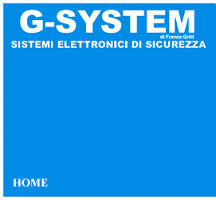 G-SYSTEM
di Franco Grilli
SISTEMI ELETTRONICI DI SICUREZZA
HOME